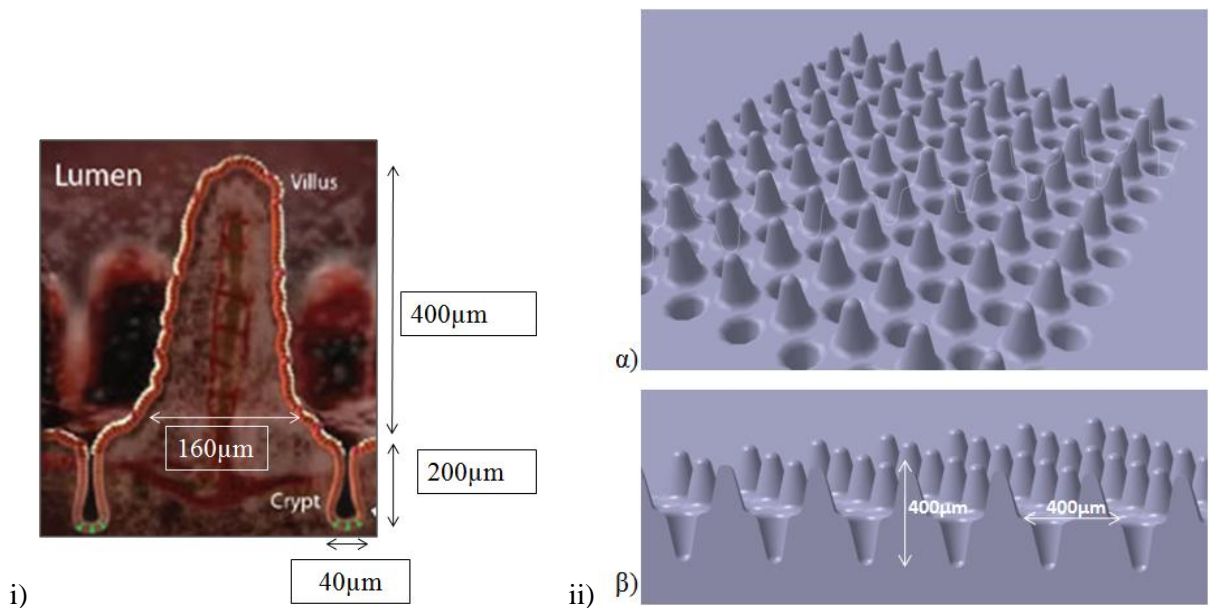 Lumen
Villus
400µm
160µm
200µm
Crypt
40µm
i)
α)
400µm
400µm
β)
ii)